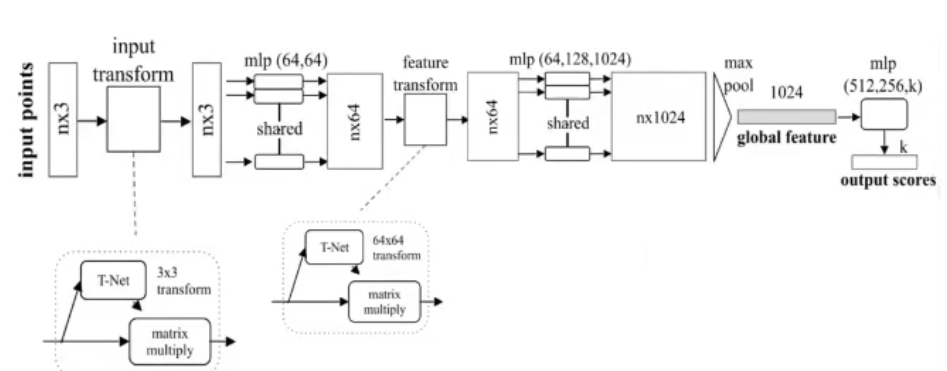 input points
nx3
input
transform
nx3
mlp (64,64)
shared
nx64
feature
transform
nx64
mlp (64,128,1024)
shared
nx1024
max
pool
1024
global feature
mlp
(512,256,k)
k
output scores
T-Net
3x3
transform
matrix
multiply
T-Net
64x64
transform
matrix
multiply